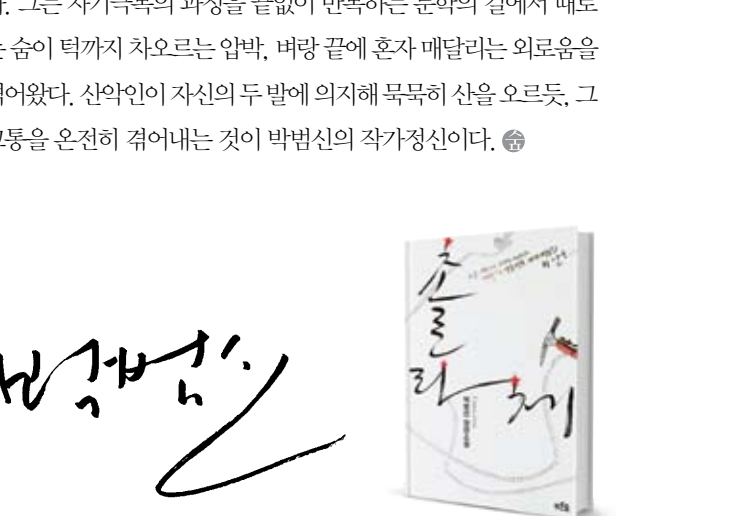 그는 자기극복의 과정을 끝없이 반복하는 문학의 길에서 때로
는 숨이 턱까지 차오르는 압박, 벼랑 끝에 혼자 매달리는 외로움을
겪어왔다. 산악인이 자신의 두 발에 의지해 묵묵히 산을 오르듯, 그
고통을 온전히 겪어내는 것이 박범신의 작가정신이다. 숨
박범신
촐라체
박범신 장편소설